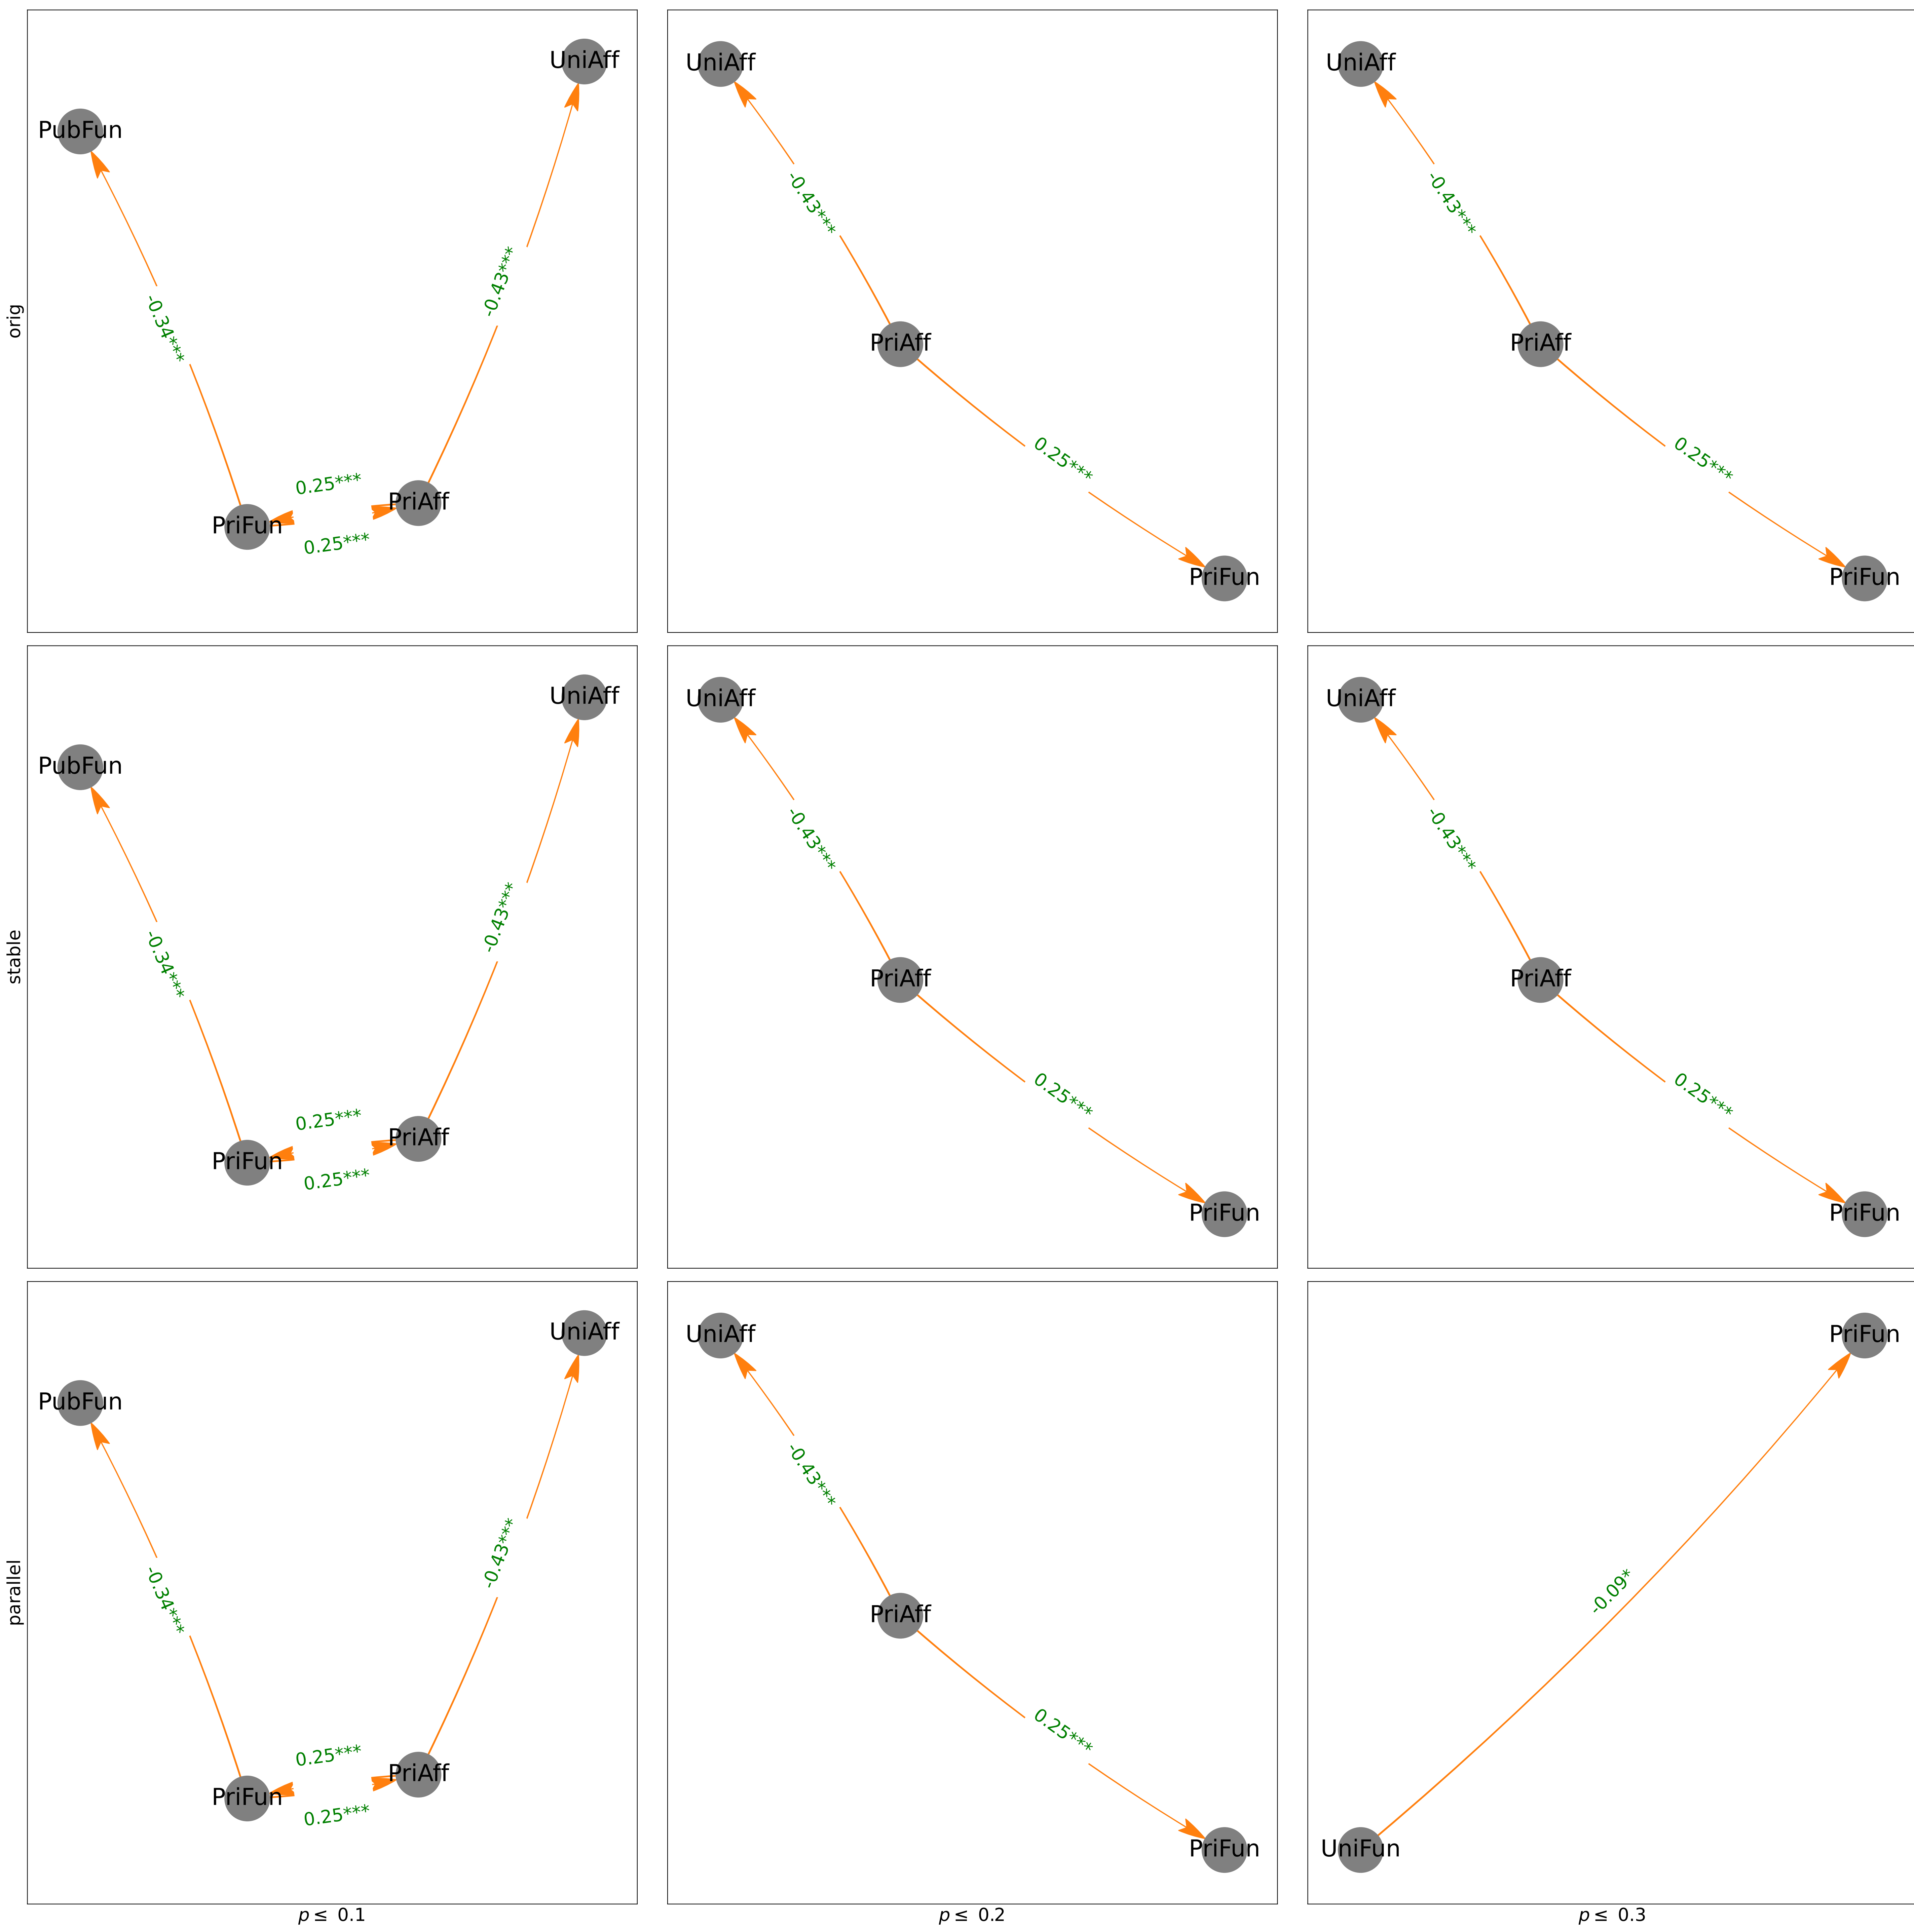 UniAff
PubFun
-0.34***
-0.43***
0.25***
0.25***
PriFun
PriAff
orig
UniAff
-0.43***
PriAff
0.25***
PriFun
UniAff
-0.43***
PriAff
0.25***
PriFun
UniAff
PubFun
-0.34***
-0.43***
0.25***
0.25***
PriFun
PriAff
stable
UniAff
-0.43***
PriAff
0.25***
PriFun
UniAff
-0.43***
PriAff
0.25***
PriFun
UniAff
PubFun
-0.34***
-0.43***
0.25***
0.25***
PriFun
PriAff
parallel
p ≤ 0.1
UniAff
-0.43***
PriAff
0.25***
PriFun
p ≤ 0.2
PriFun
-0.09*
UniFun
p ≤ 0.3